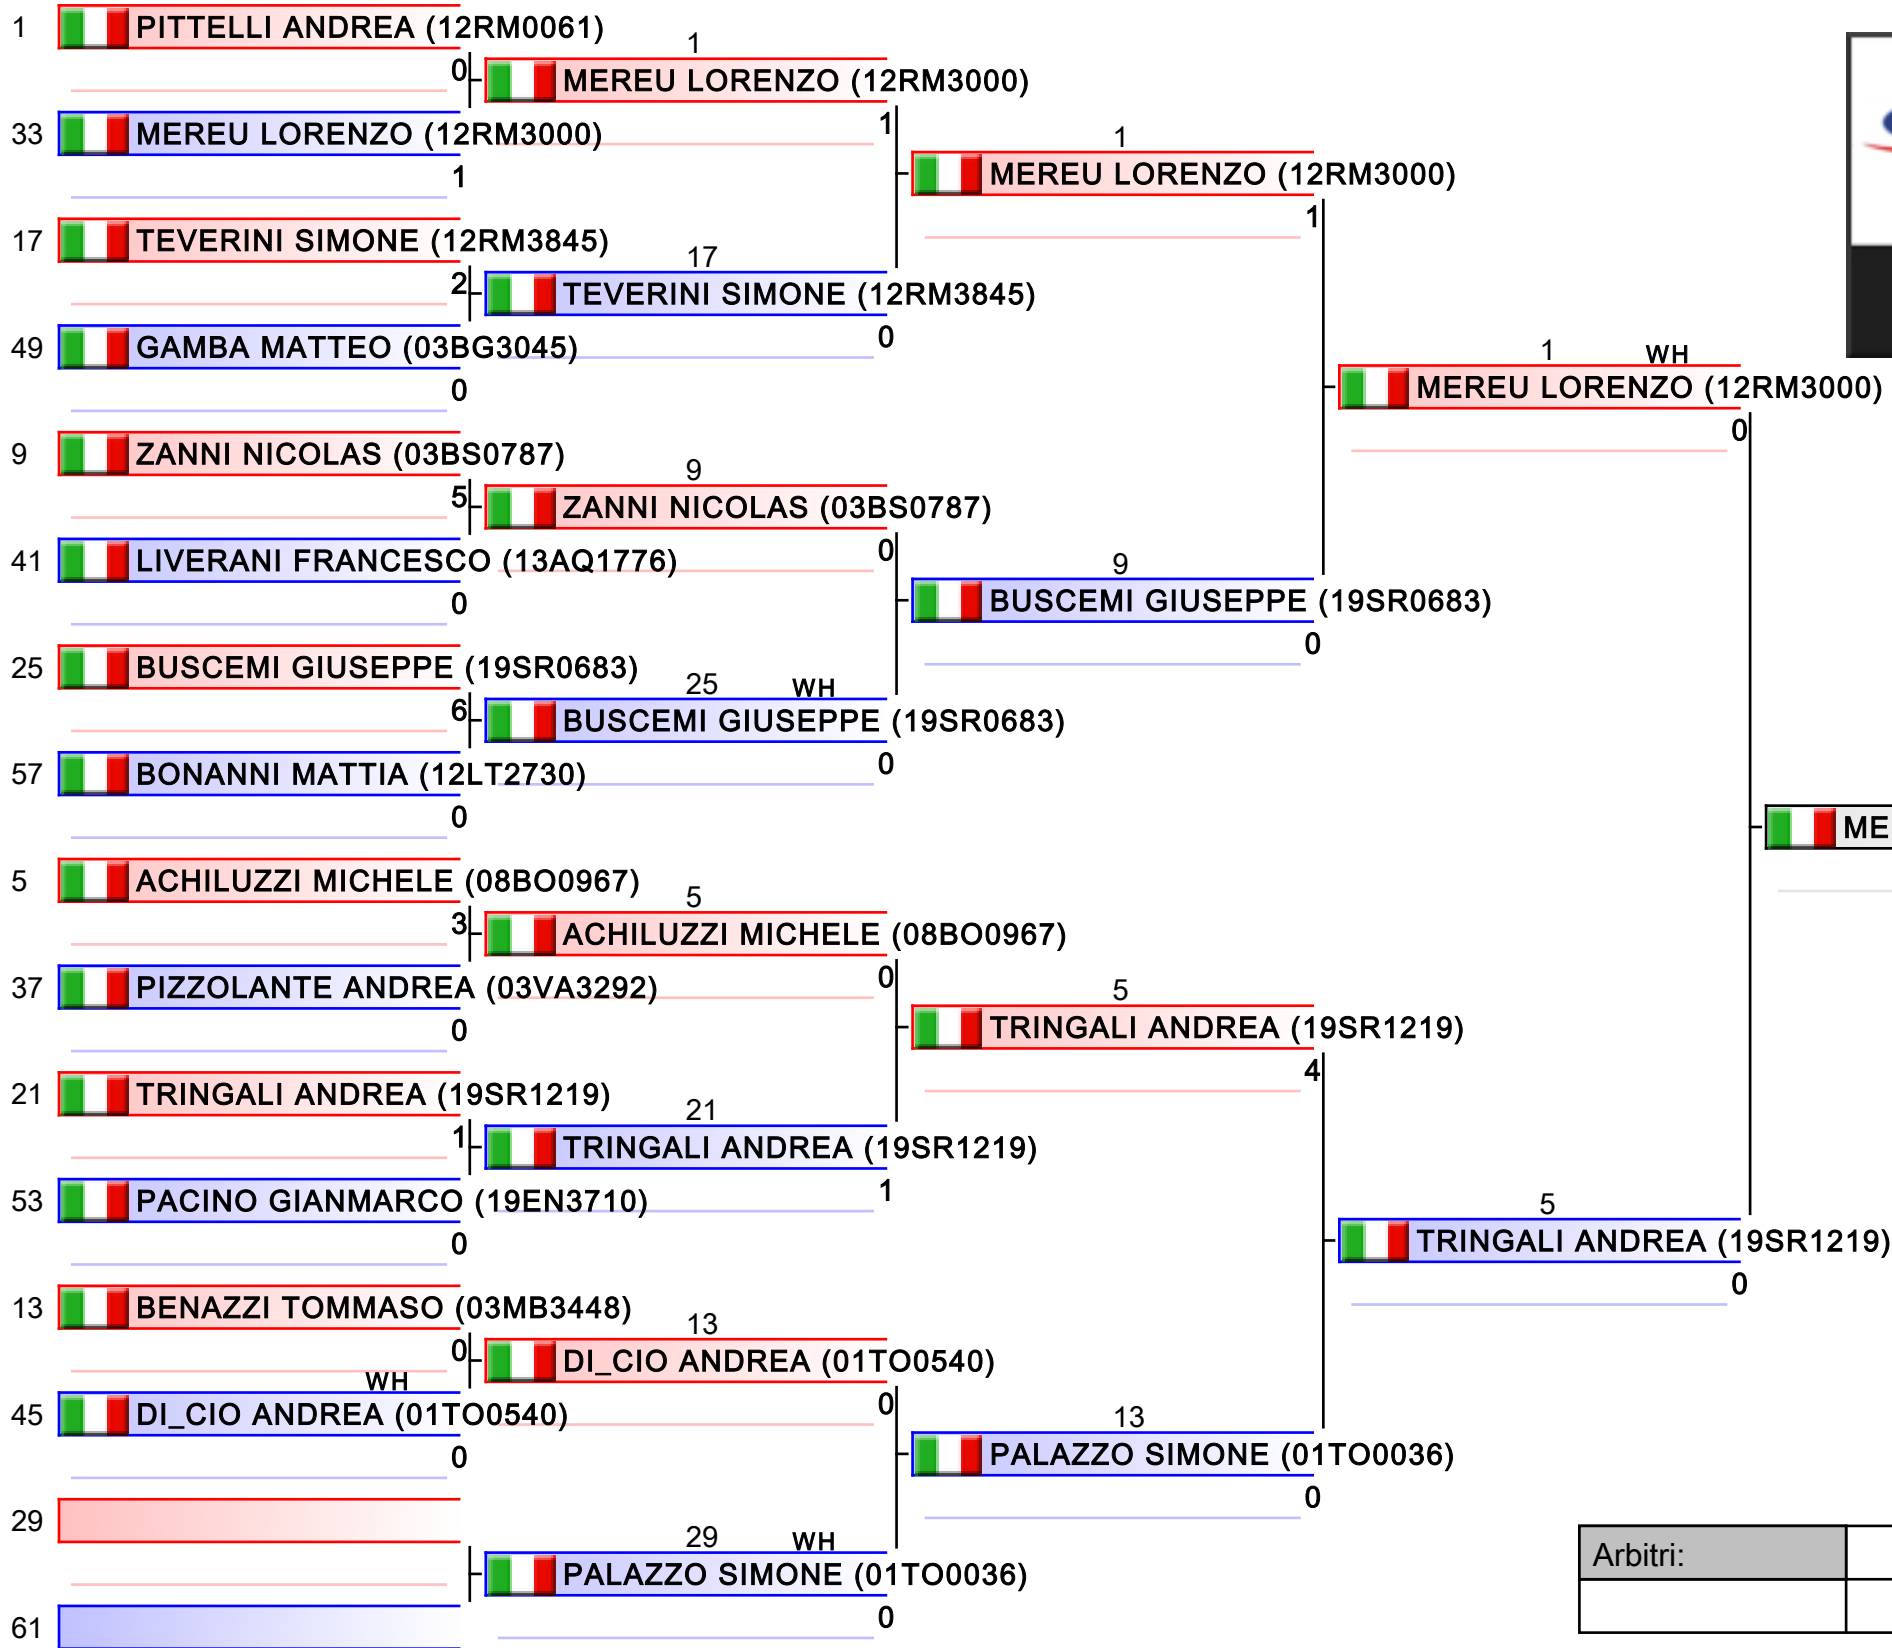 1 PITTELLI ANDREA (12RM0061)
0
1
MEREU LORENZO (12RM3000)
33 MEREU LORENZO (12RM3000)
1
1
1
MEREU LORENZO (12RM3000)
1
17 TEVERINI SIMONE (12RM3845)
2
17
TEVERINI SIMONE (12RM3845)
0
49 GAMBA MATTEO (03BG3045)
0
1 WH
MEREU LORENZO (12RM3000)
0
9 ZANNI NICOLAS (03BS0787)
5
9
ZANNI NICOLAS (03BS0787)
0
41 LIVERANI FRANCESCO (13AQ1776)
0
9
BUSCEMI GIUSEPPE (19SR0683)
0
25 BUSCEMI GIUSEPPE (19SR0683)
6
25 WH
BUSCEMI GIUSEPPE (19SR0683)
0
57 BONANNI MATTIA (12LT2730)
0
ME
5 ACHILUZZI MICHELE (08BO0967)
3
5
ACHILUZZI MICHELE (08BO0967)
0
37 PIZZOLANTE ANDREA (03VA3292)
0
5
TRINGALI ANDREA (19SR1219)
4
21 TRINGALI ANDREA (19SR1219)
1
21
TRINGALI ANDREA (19SR1219)
1
53 PACINO GIANMARCO (19EN3710)
0
5
TRINGALI ANDREA (19SR1219)
0
13 BENAZZI TOMMASO (03MB3448)
0
13
DI_CIO ANDREA (01TO0540)
0
WH
45 DI_CIO ANDREA (01TO0540)
0
13
PALAZZO SIMONE (01TO0036)
0
29
29 WH
PALAZZO SIMONE (01TO0036)
0
61
Arbitri: